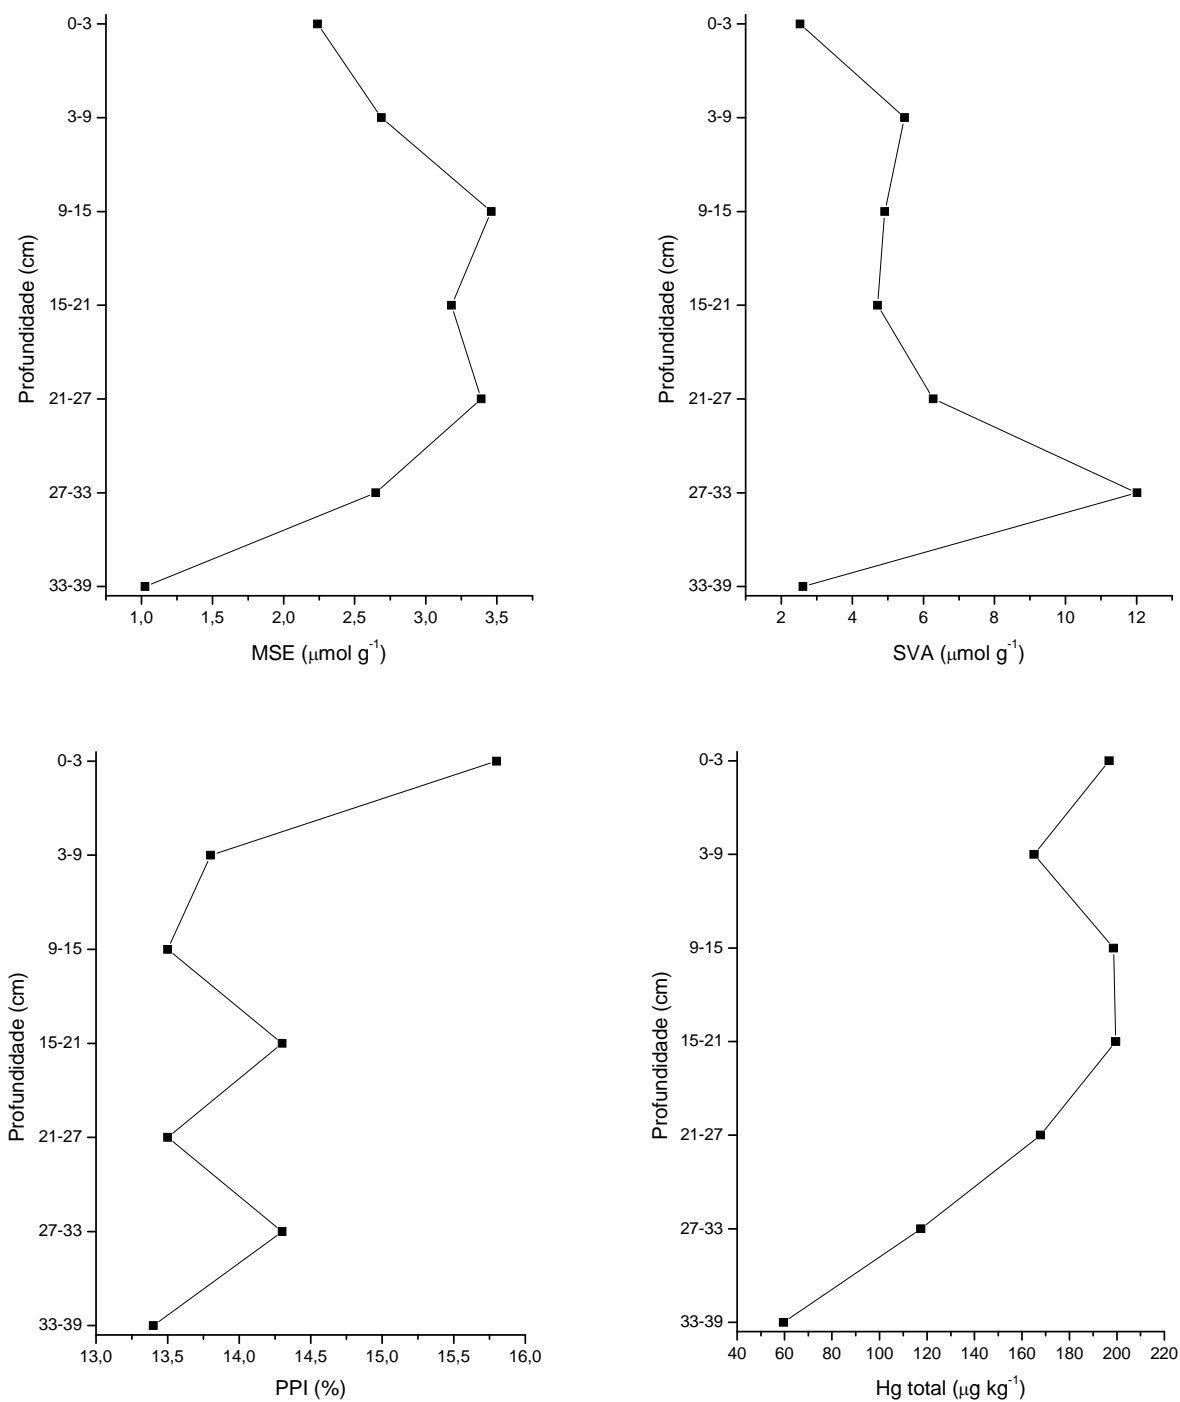 0-3
3-9
9-15
15-21
21-27
27-33
33-39
Profundidade (cm)
1,0 1,5 2,0 2,5 3,0 3,5
MSE (μmol g⁻¹)
0-3
3-9
9-15
15-21
21-27
27-33
33-39
Profundidade (cm)
2 4 6 8 10 12
SVA (μmol g⁻¹)
0-3
3-9
9-15
15-21
21-27
27-33
33-39
Profundidade (cm)
13,0 13,5 14,0 14,5 15,0 15,5 16,0
PPI (%)
0-3
3-9
9-15
15-21
21-27
27-33
33-39
Profundidade (cm)
40 60 80 100 120 140 160 180 200 220
Hg total (μg kg⁻¹)